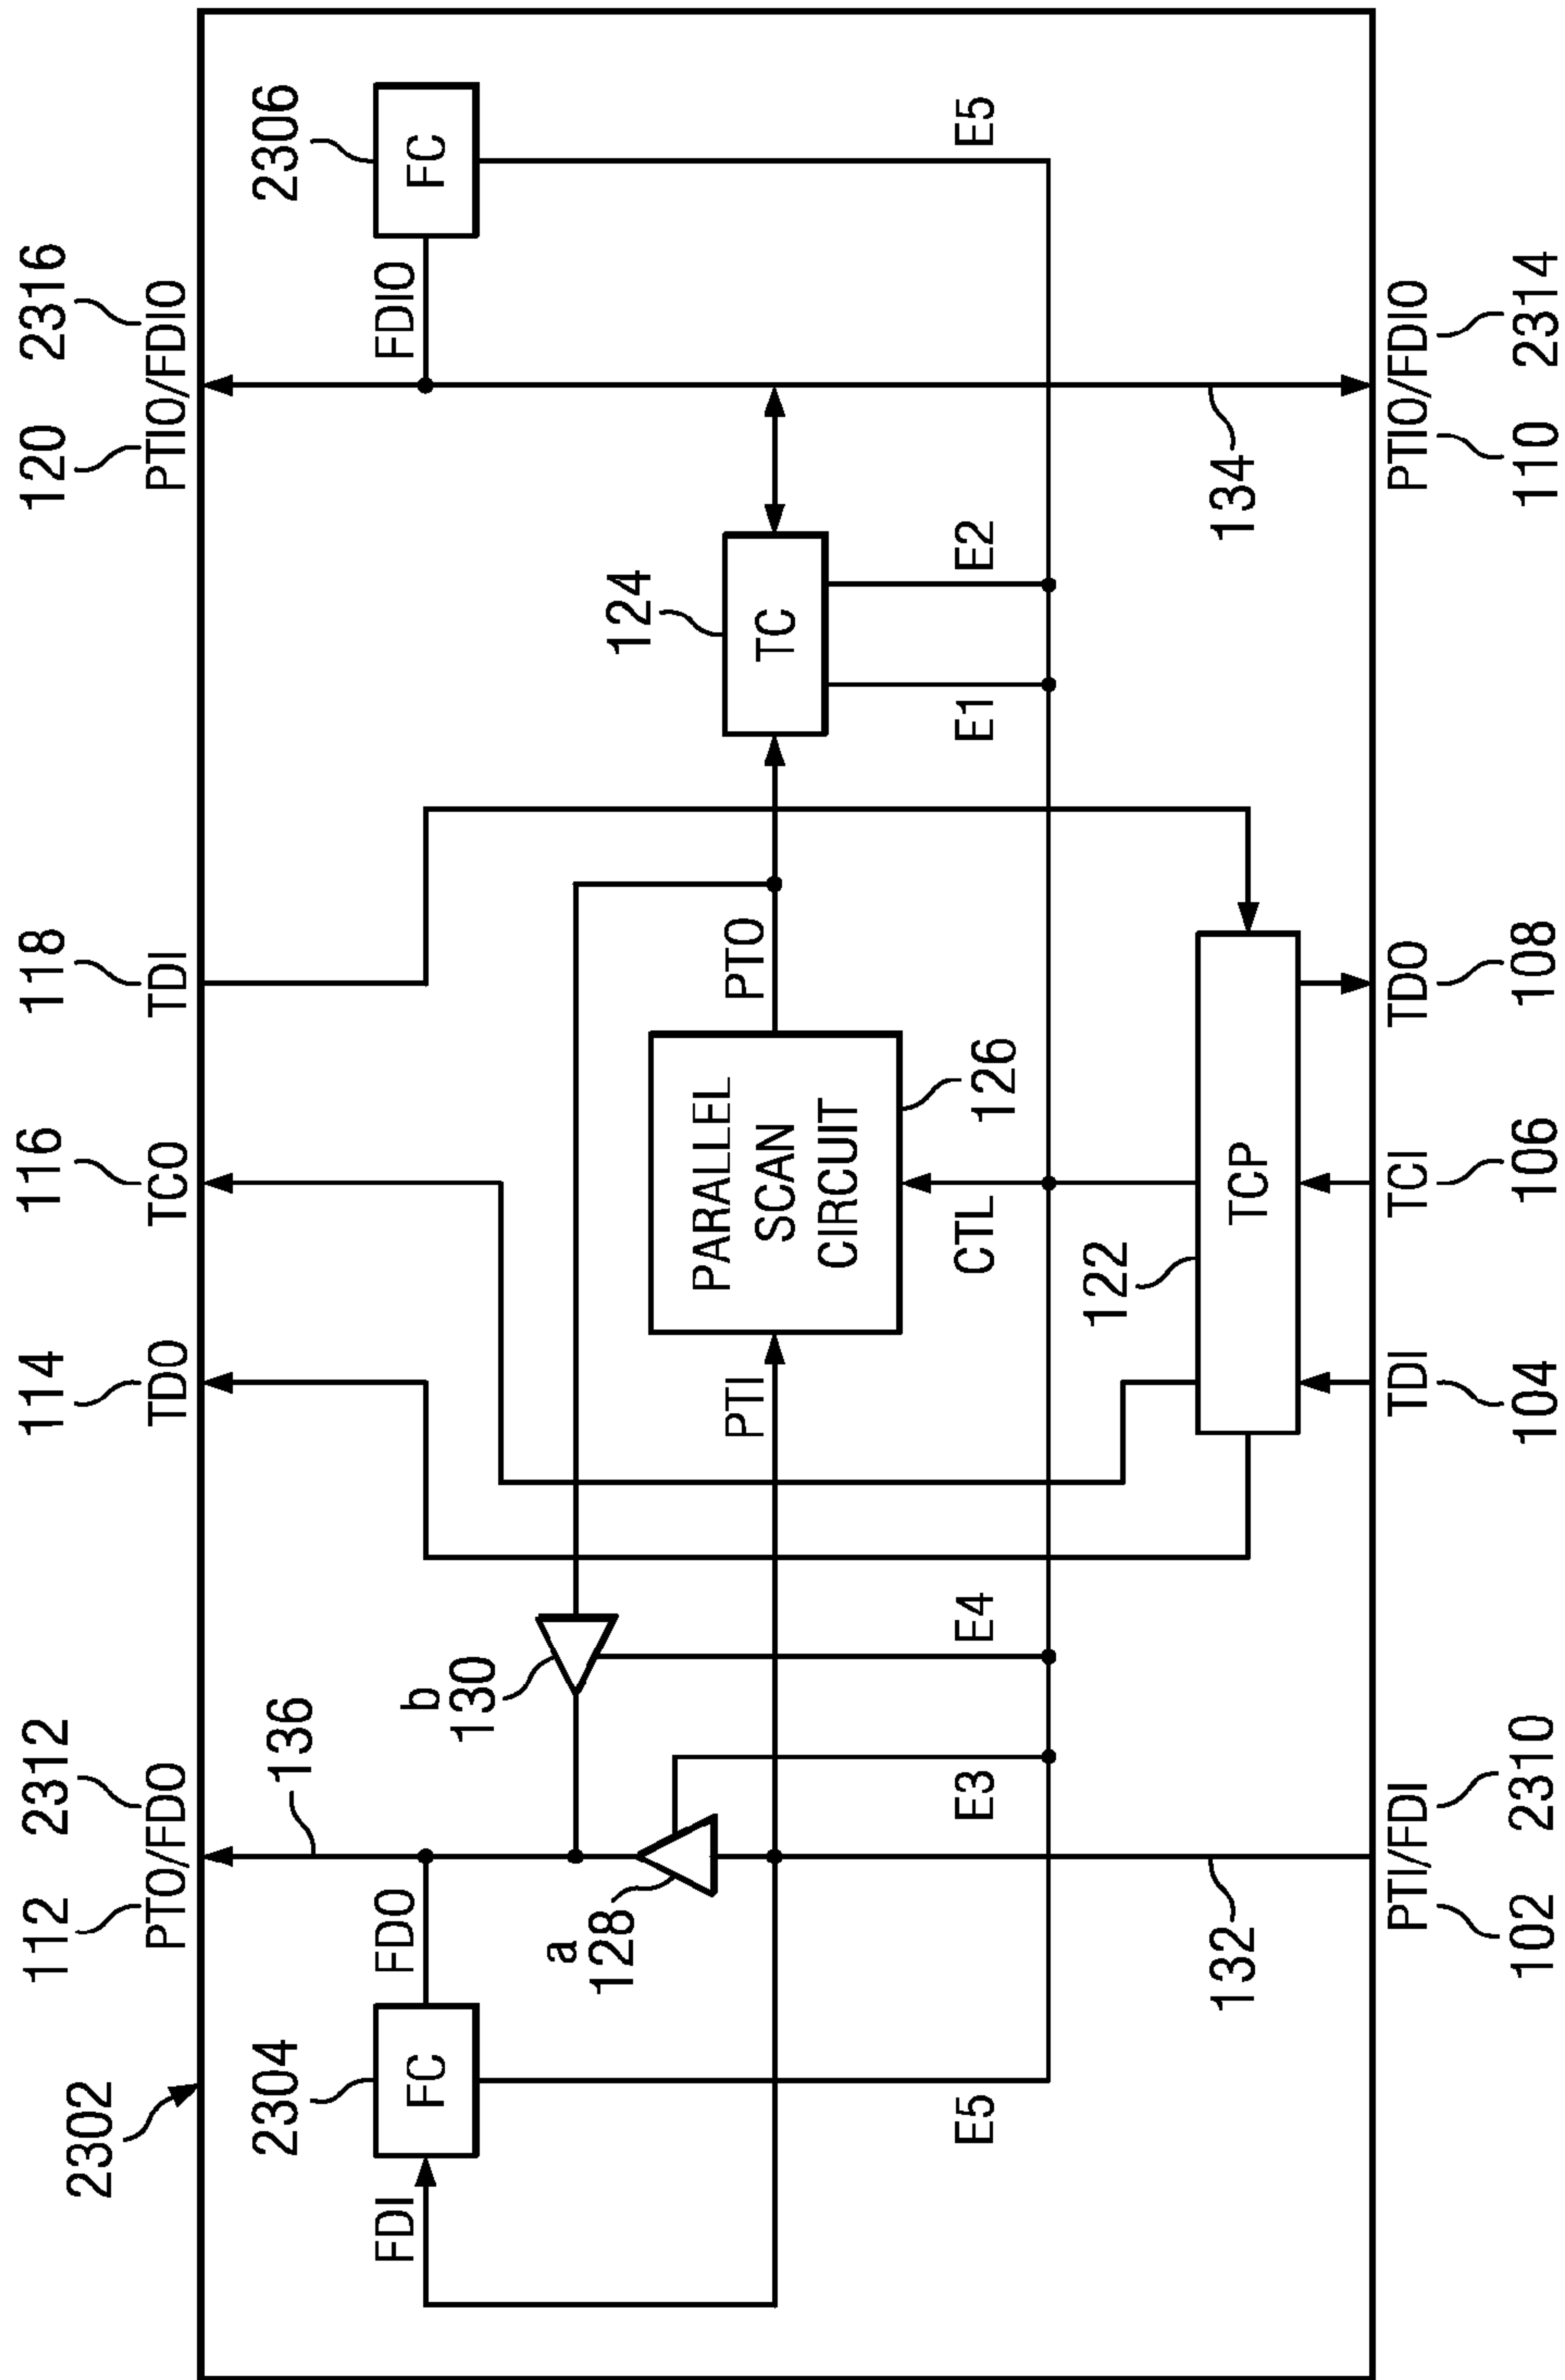 2302
112 2312
PTO/FDO
136
114
TDO
116
TCO
118
TDI
120 2316
PTIO/FDIO
2304
FC
FDI
FDO
E5
a
128
b
130
E3
E4
PTI
PARALLEL
SCAN
CIRCUIT
126
PTO
CTL
124
TC
E1
E2
2306
FC
FDIO
E5
122
TCP
132
134
PTI/FDI
102 2310
TDI
104
TCI
106
TDO
108
PTIO/FDIO
110 2314